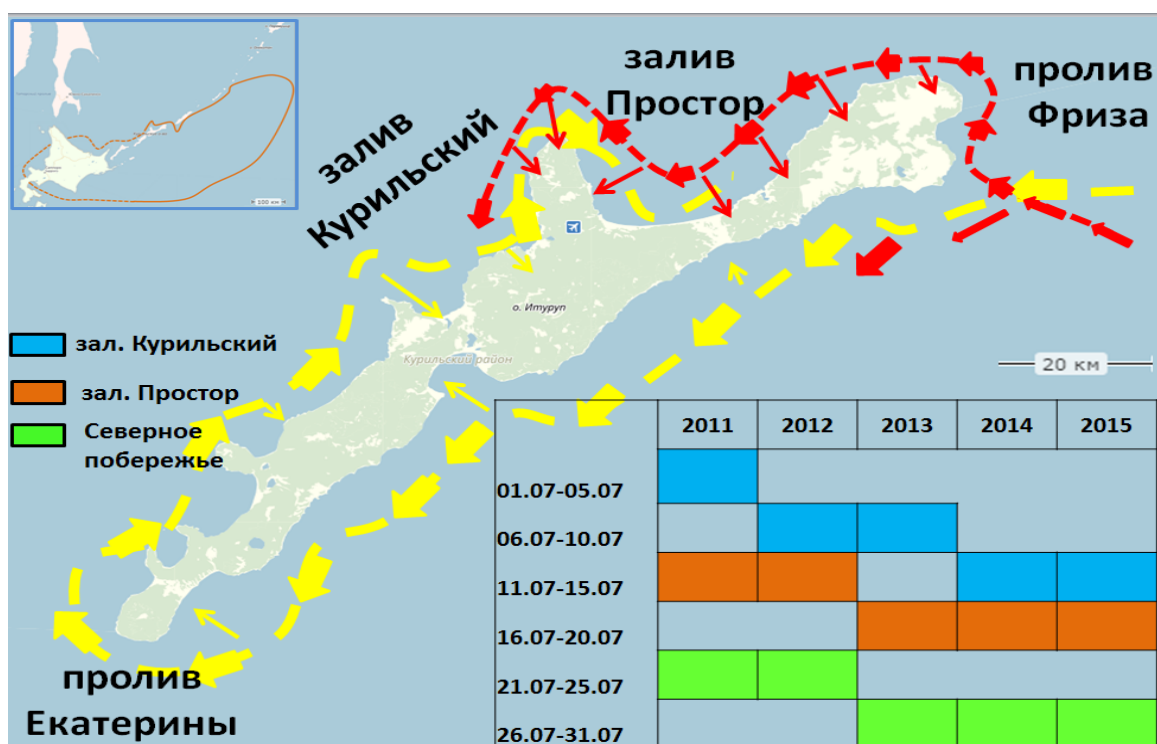 залив
Простор
пролив
Фриза
залив
Курильский
о. Итуруп
Курильский район
20 км
100 км
зал. Курильский
зал. Простор
Северное
побережье
пролив
Екатерины
2011 2012 2013 2014 2015
01.07-05.07
06.07-10.07
11.07-15.07
16.07-20.07
21.07-25.07
26.07-31.07